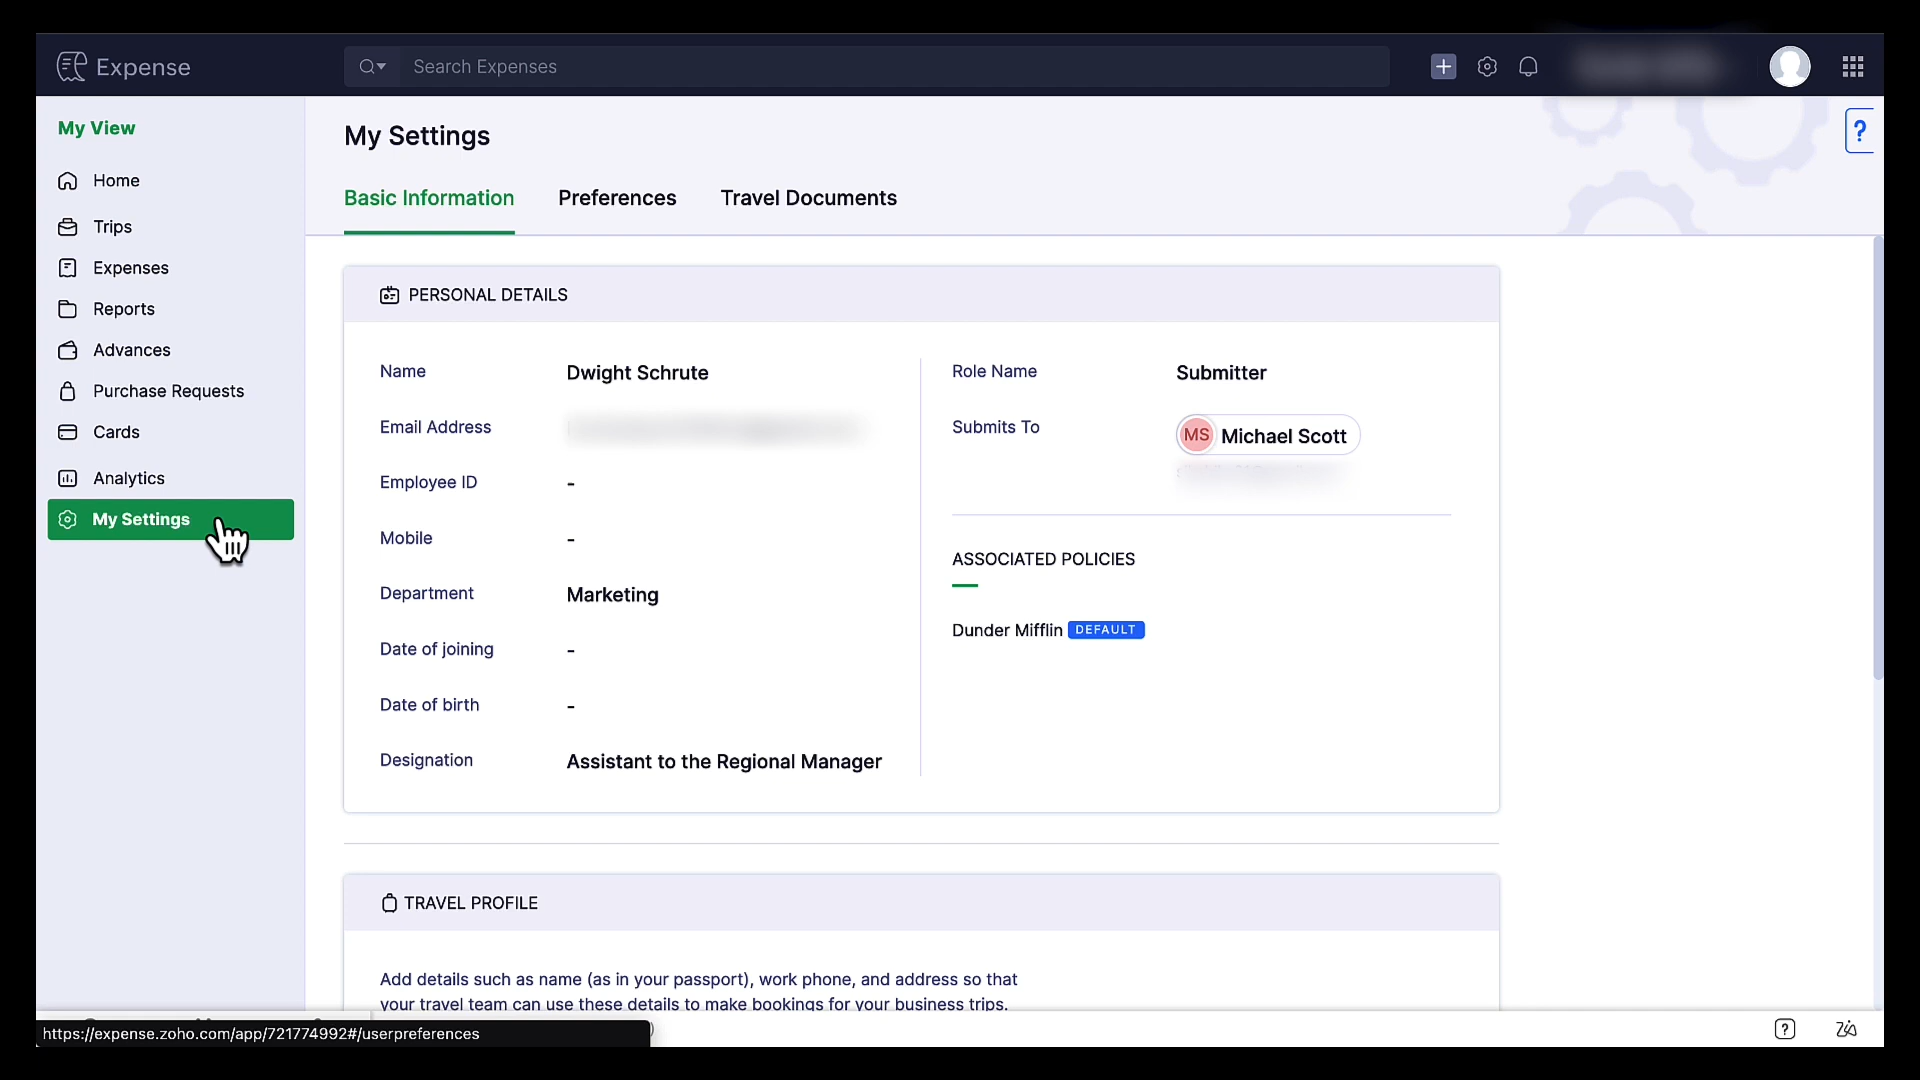 Expense
Search Expenses
My View
Home
Trips
Expenses
Reports
Advances
Purchase Requests
Cards
Analytics
My Settings
My Settings
?
Basic Information
Preferences
Travel Documents
PERSONAL DETAILS
Name
Dwight Schrute
Email Address
Employee ID
-
Mobile
-
Department
Marketing
Date of joining
-
Date of birth
-
Designation
Assistant to the Regional Manager
Role Name
Submitter
Submits To
MS Michael Scott
ASSOCIATED POLICIES
Dunder Mifflin DEFAULT
TRAVEL PROFILE
Add details such as name (as in your passport), work phone, and address so that
your travel team can use these details to make bookings for your business trips.
https://expense.zoho.com/app/721774992#/userpreferences
?